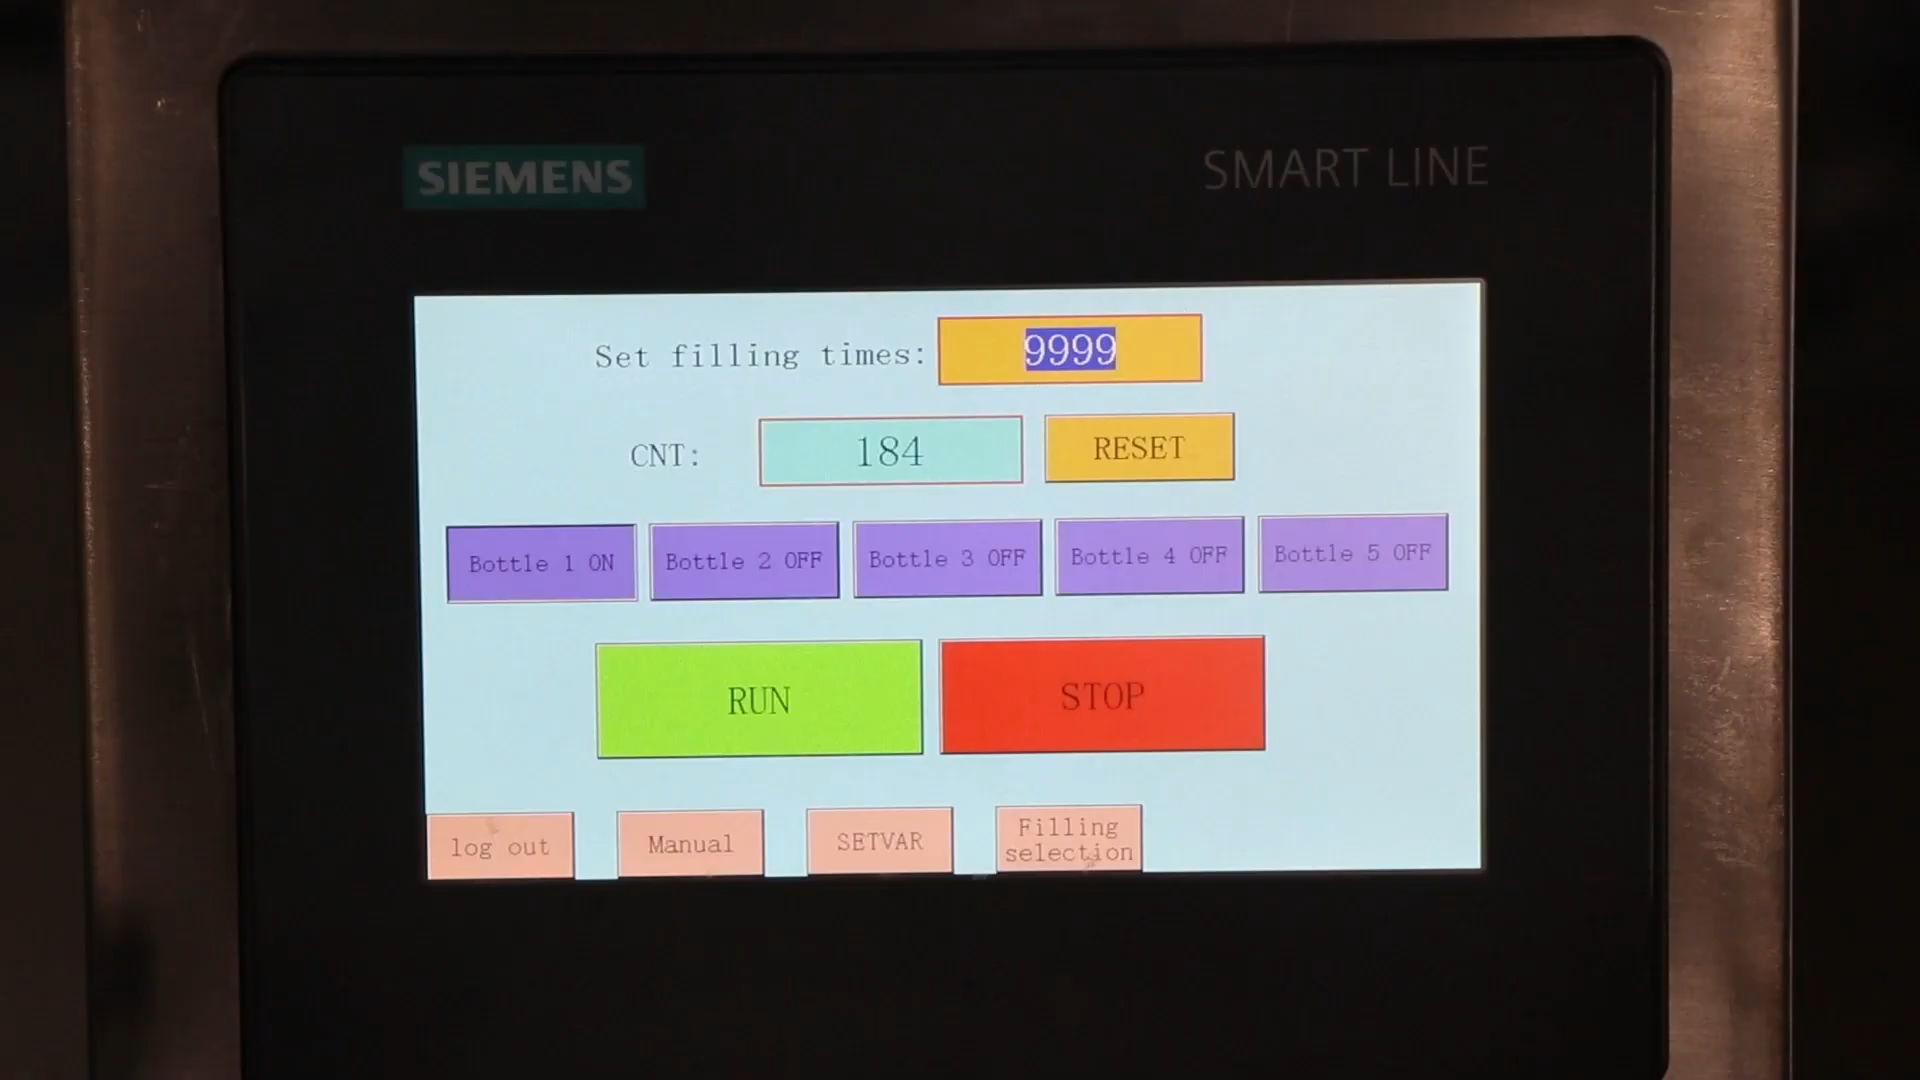 SIEMENS
SMART LINE
Set filling times: 9999
CNT: 184 RESET
Bottle 1 ON Bottle 2 OFF Bottle 3 OFF Bottle 4 OFF Bottle 5 OFF
RUN STOP
log out Manual SETVAR Filling
selection